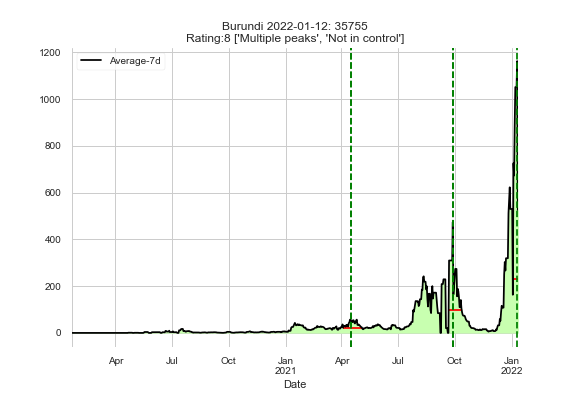 Burundi 2022-01-12: 35755
Rating:8 ['Multiple peaks', 'Not in control']
Average-7d
1200
1000
800
600
400
200
0
Apr Jul Oct Jan Apr Jul Oct Jan
2021 2022
Date